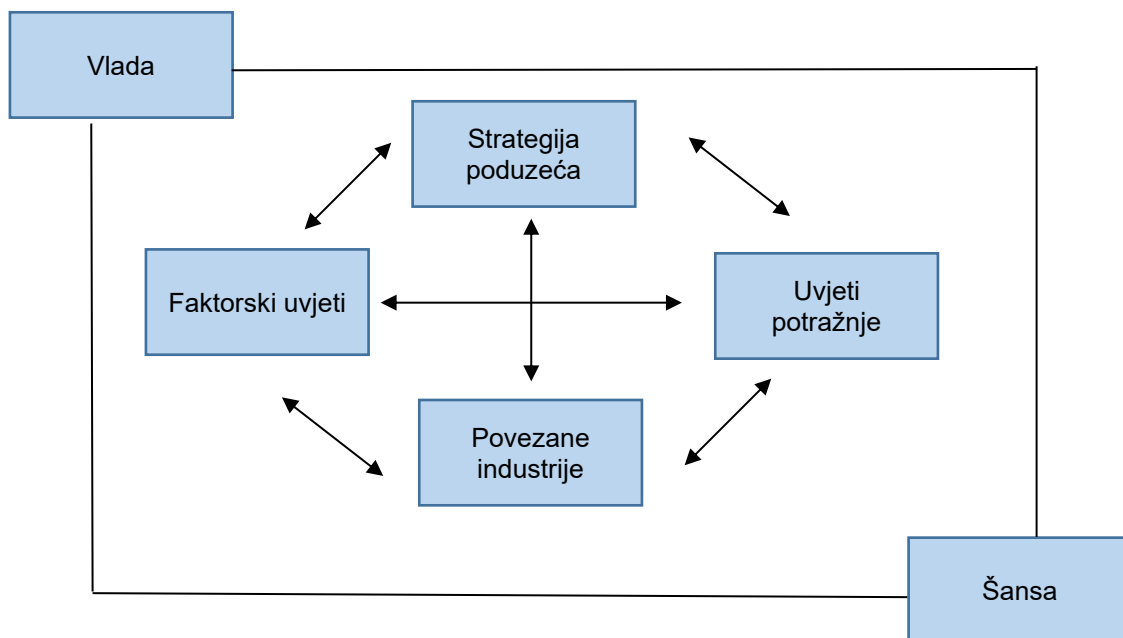 Vlada
Strategija
poduzeća
Faktorski uvjeti
Uvjeti
potražnje
Povezane
industrije
Šansa